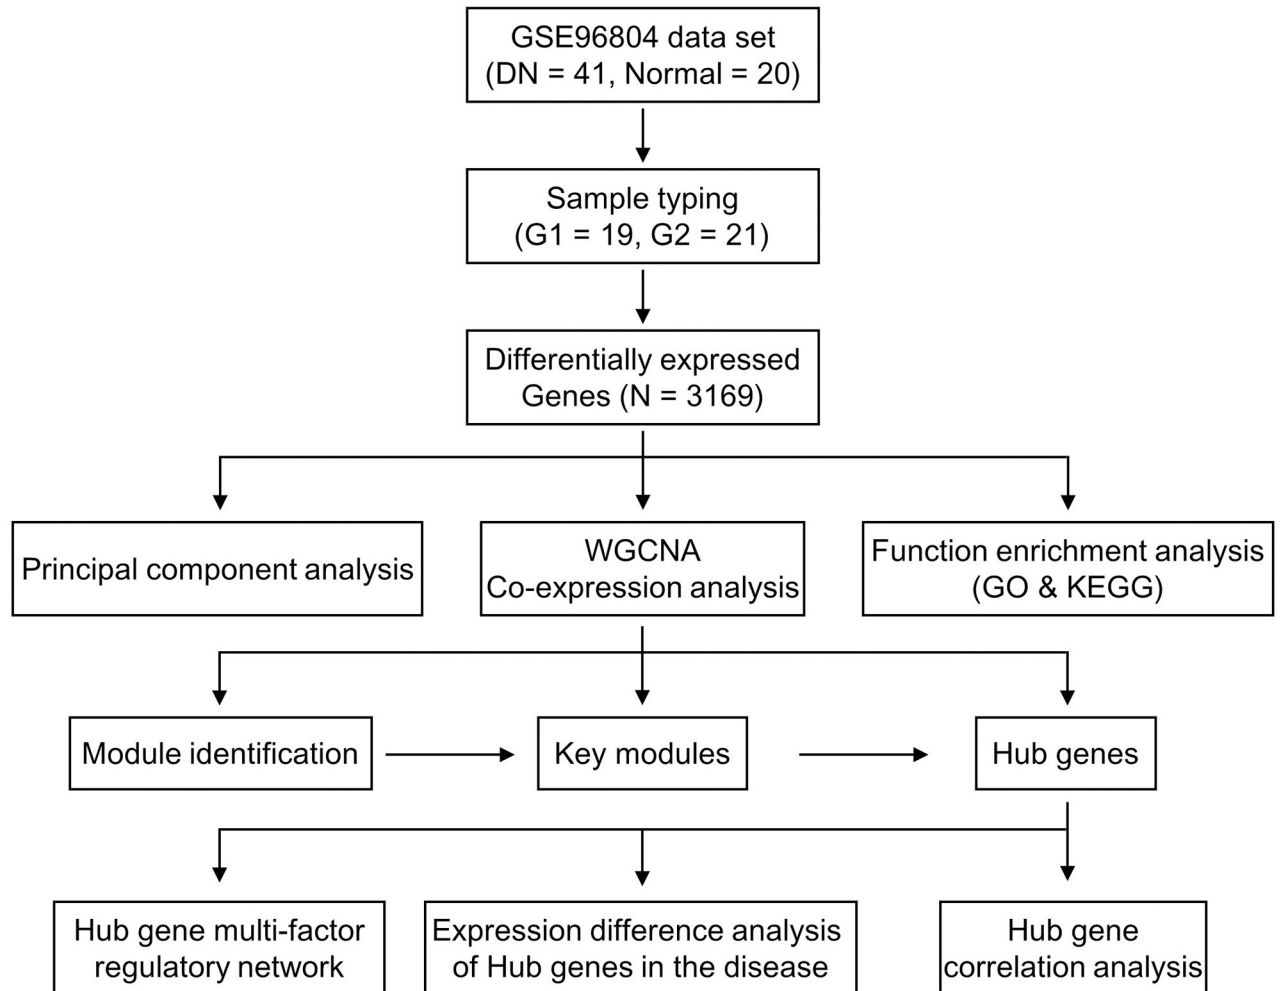 GSE96804 data set
(DN = 41, Normal = 20)
Sample typing
(G1 = 19, G2 = 21)
Differentially expressed
Genes (N = 3169)
Principal component analysis
WGCNA
Co-expression analysis
Function enrichment analysis
(GO & KEGG)
Module identification
Key modules
Hub genes
Hub gene multi-factor
regulatory network
Expression difference analysis
of Hub genes in the disease
Hub gene
correlation analysis